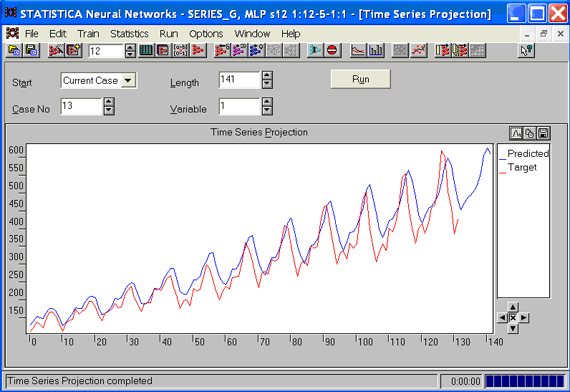 STATISTICA Neural Networks - SERIES_G, MLP s12 1:12-5-1:1 - [Time Series Projection]
File Edit Train Statistics Run Options Window Help
12
Start Current Case Length 141 Run
Case No 13 Variable 1
Time Series Projection
Predicted
Target
600
550
500
450
400
350
300
250
200
150
0 10 20 30 40 50 60 70 80 90 100 110 120 130 140
Time Series Projection completed 0:00:00